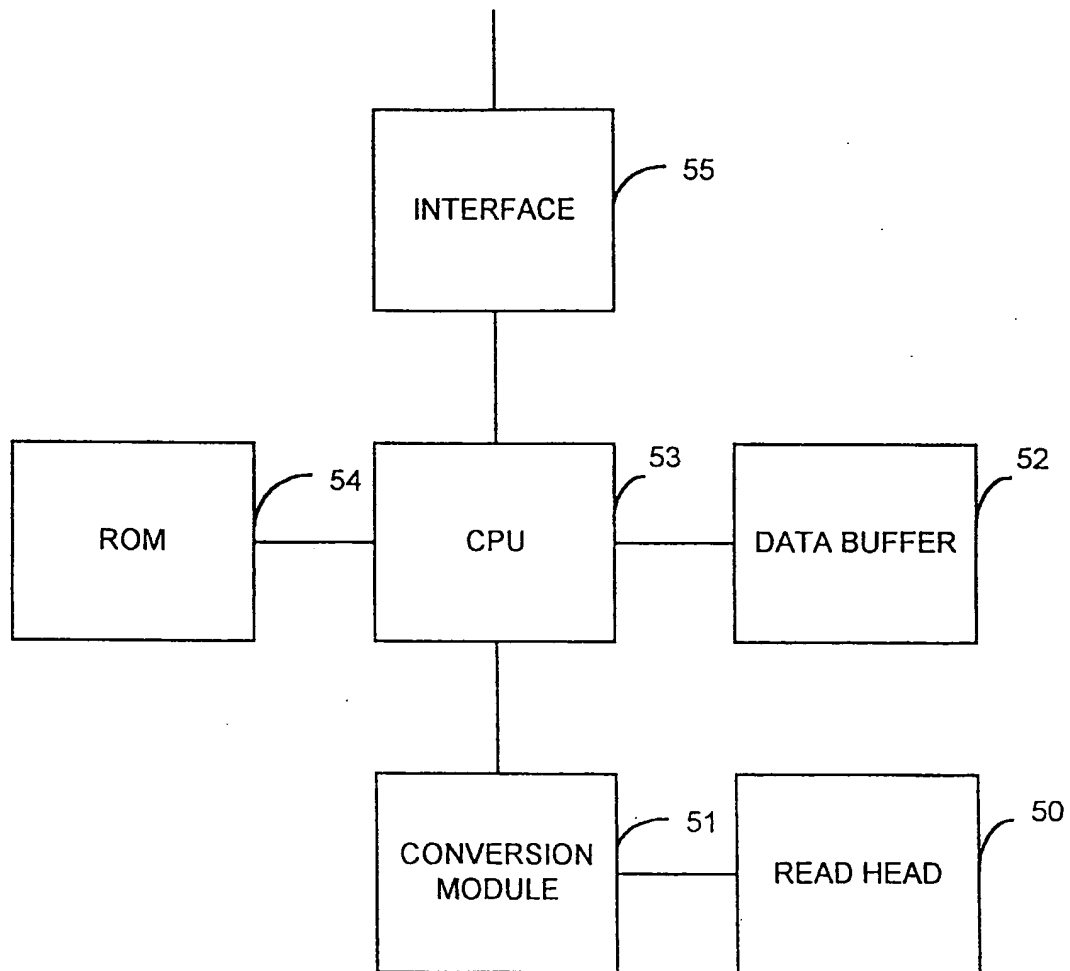 INTERFACE
55
ROM
54
CPU
53
DATA BUFFER
52
CONVERSION
MODULE
51
READ HEAD
50